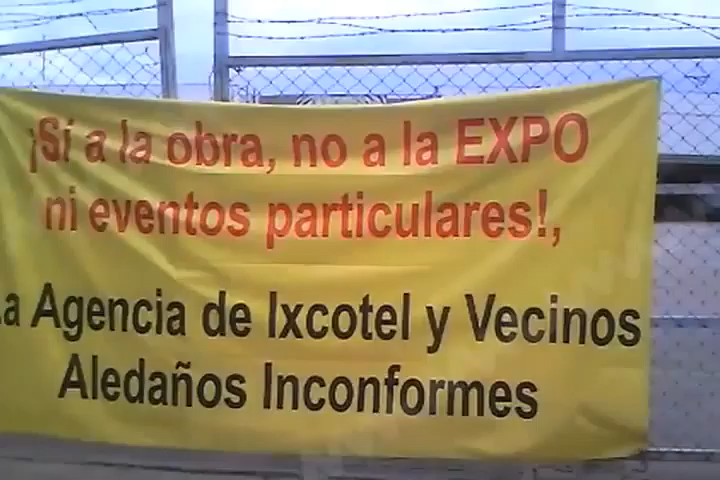 ¡Sí a la obra, no a la EXPO
ni eventos particulares!,
La Agencia de Ixcotel y Vecinos
Aledaños Inconformes